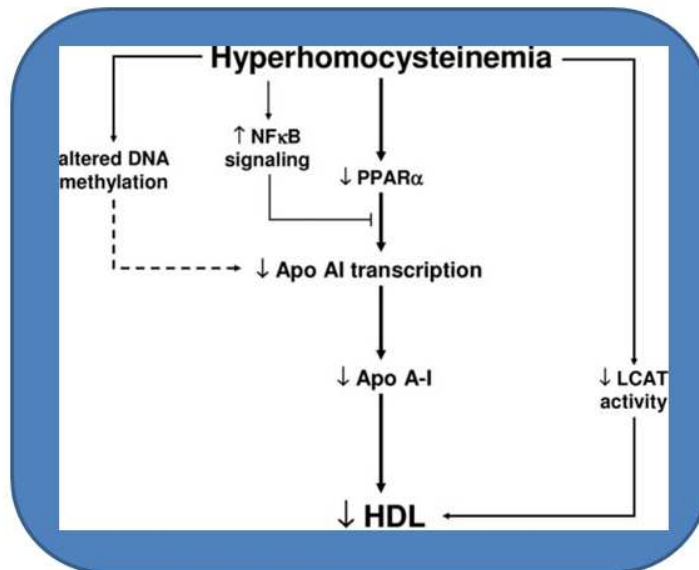 Hyperhomocysteinemia
↑ NFκB
signaling
altered DNA
methylation
↓ PPARα
↓ Apo AI transcription
↓ Apo A-I
↓ LCAT
activity
↓ HDL